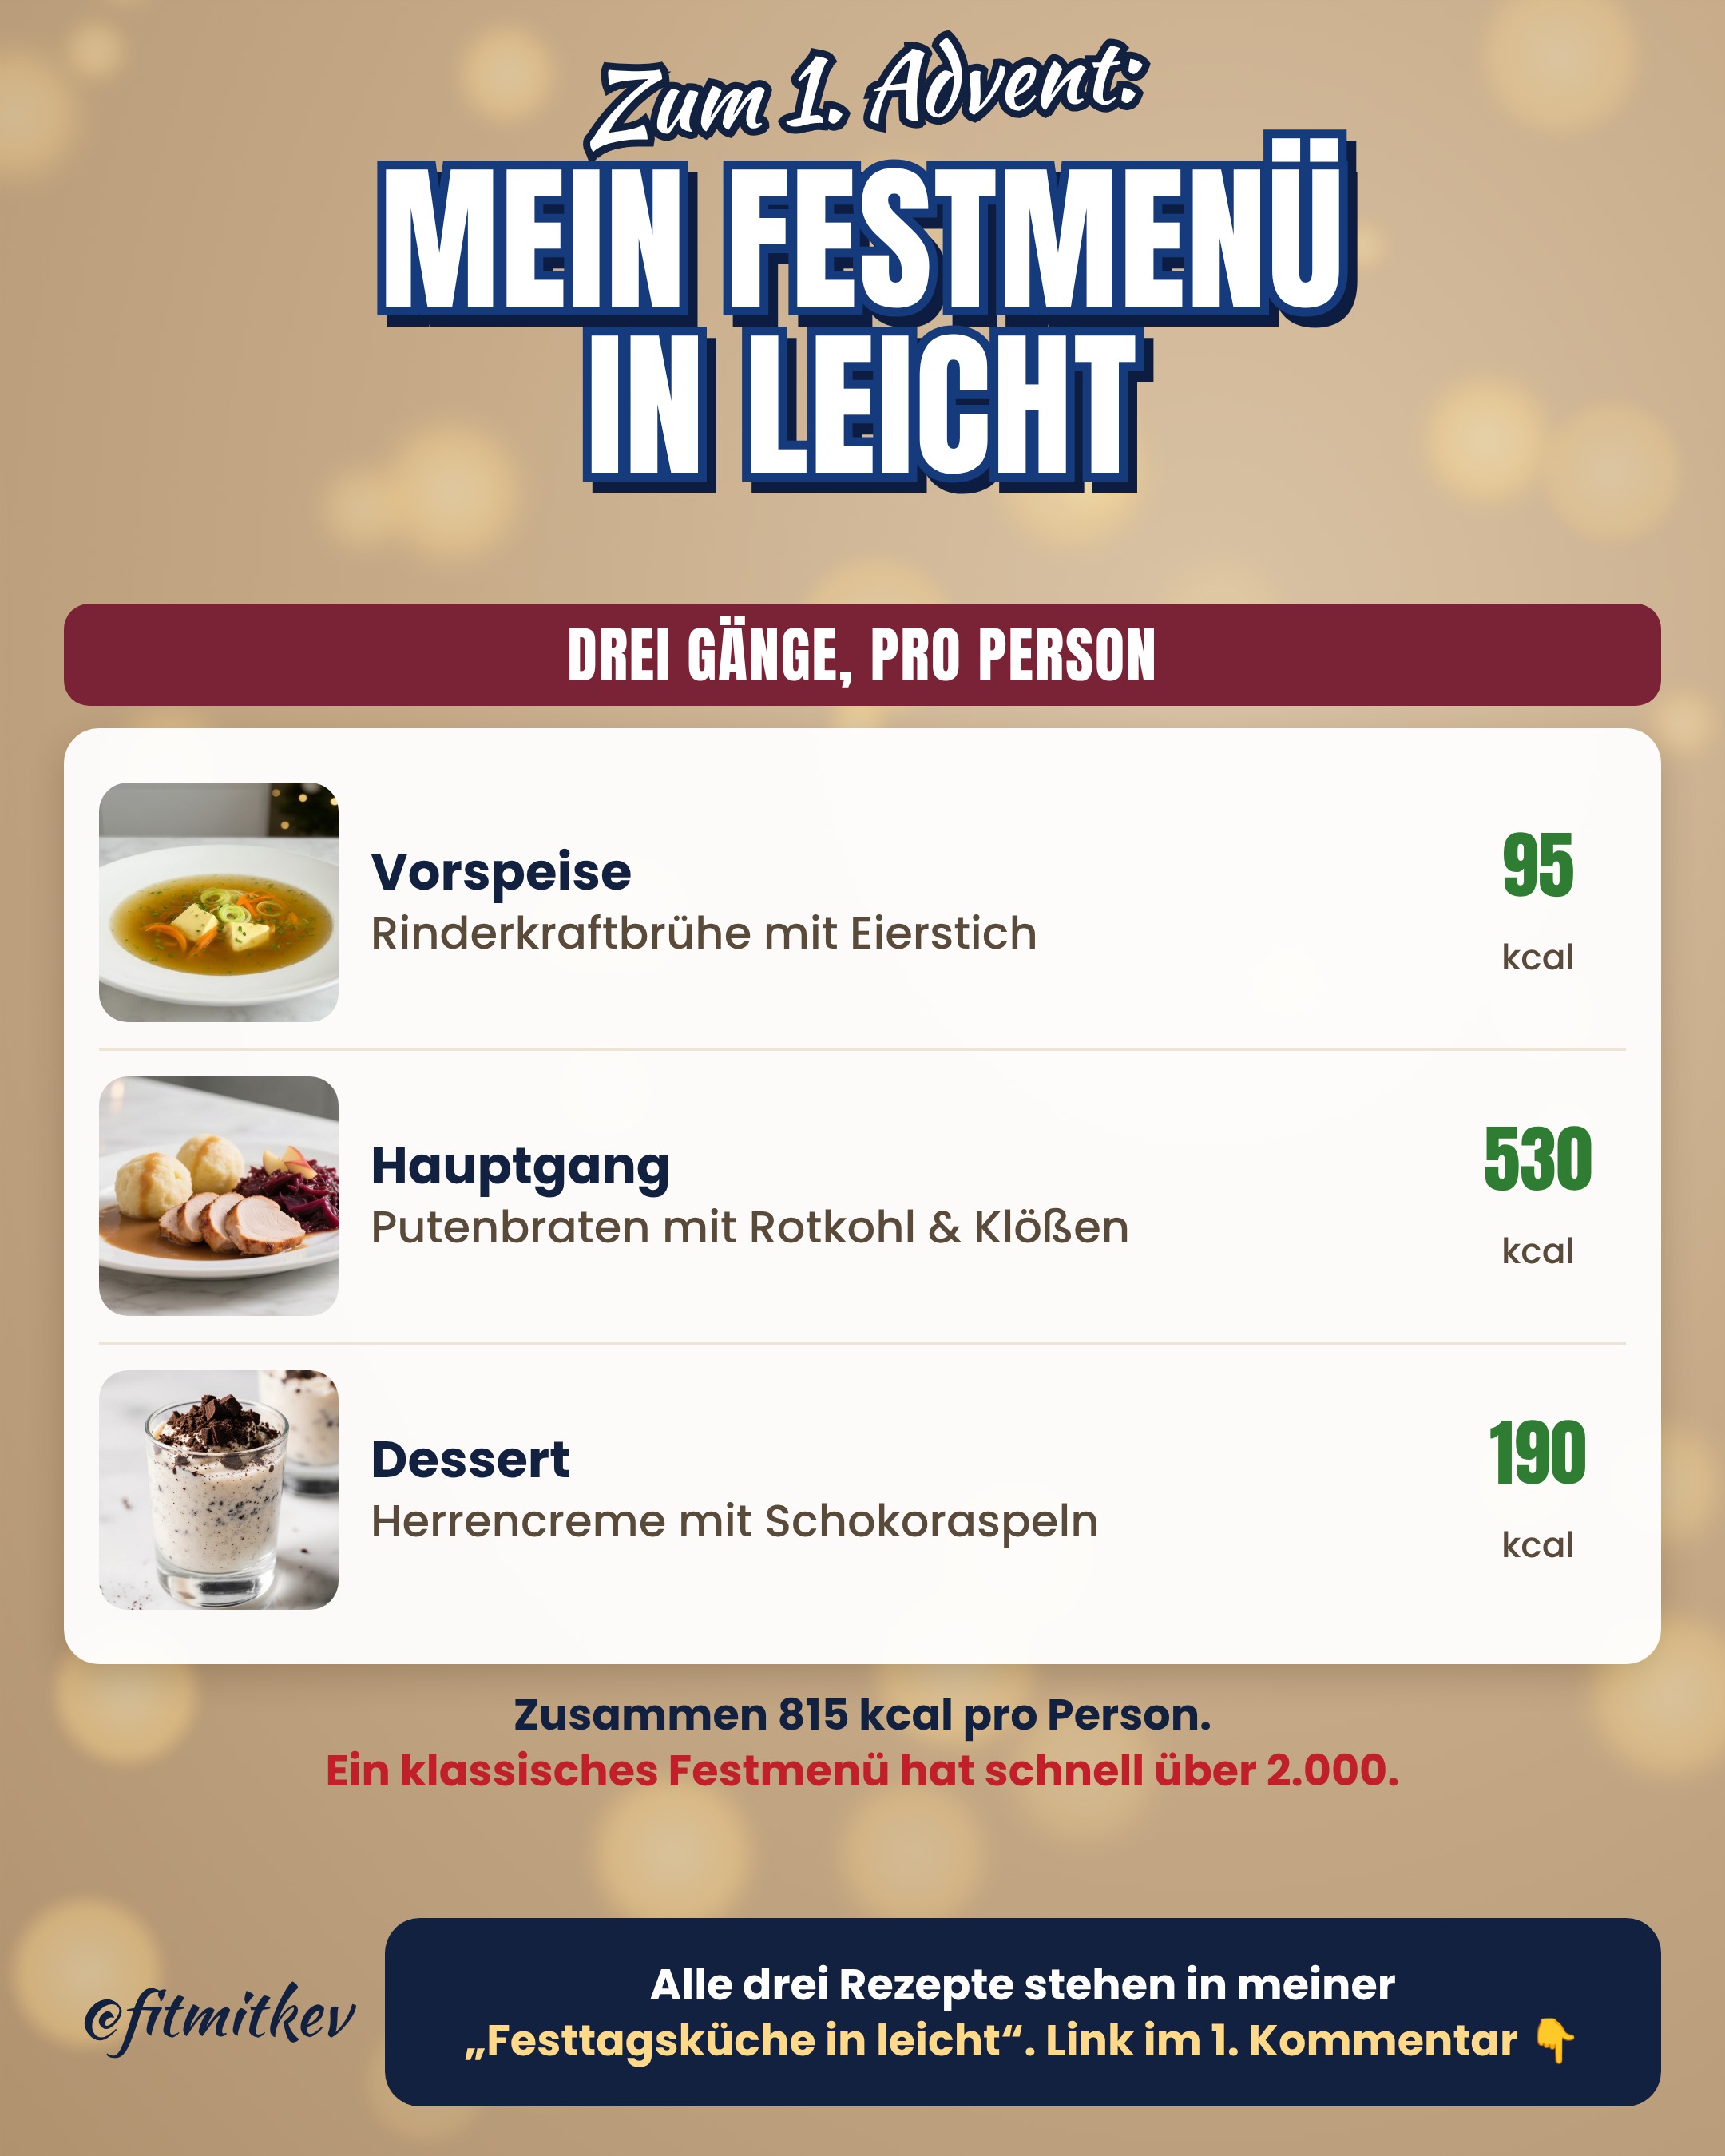 Zum 1. Advent:
MEIN FESTMENÜ
IN LEICHT
DREI GÄNGE, PRO PERSON
Vorspeise
Rinderkraftbrühe mit Eierstich
95
kcal
Hauptgang
Putenbraten mit Rotkohl & Klößen
530
kcal
Dessert
Herrencreme mit Schokoraspeln
190
kcal
Zusammen 815 kcal pro Person.
Ein klassisches Festmenü hat schnell über 2.000.
@fitmitkev
Alle drei Rezepte stehen in meiner
„Festtagsküche in leicht“. Link im 1. Kommentar 👇